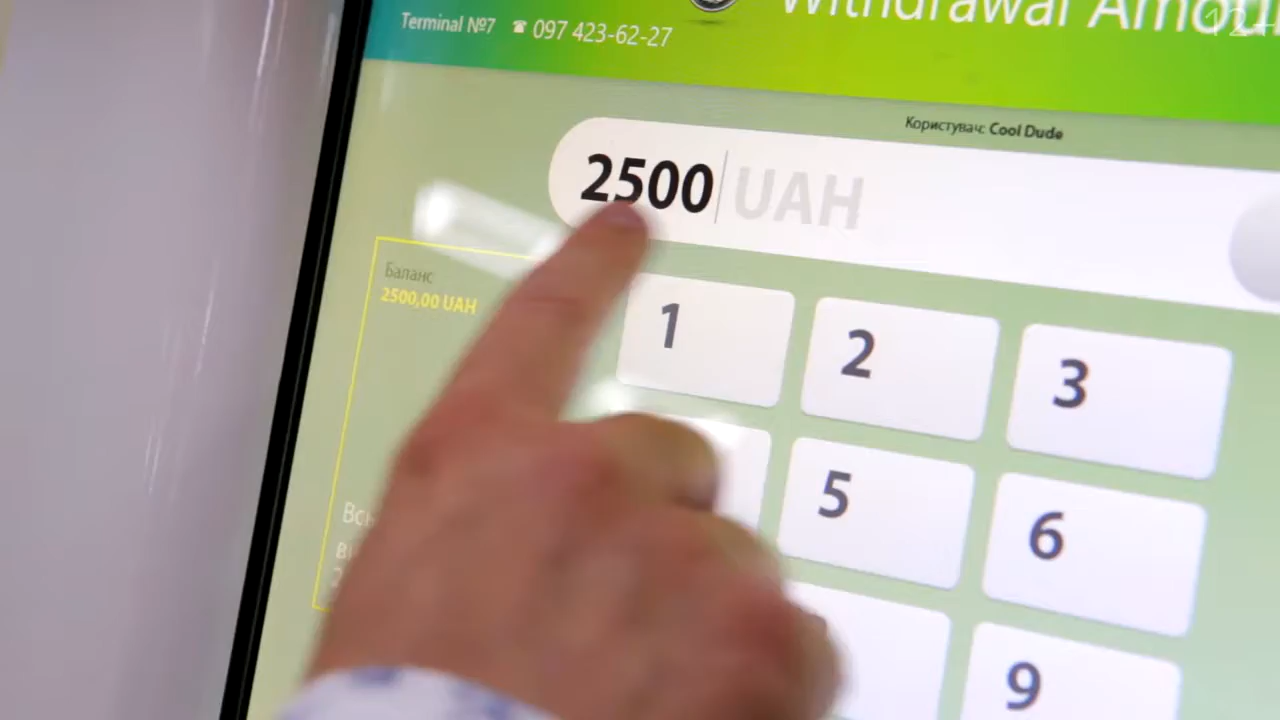 Withdrawal
12+
Terminal №7 ☎ 097 423-62-27
Користувач: Cool Dude
2500 UAH
Баланс
2500,00 UAH
1 2 3
5 6
9